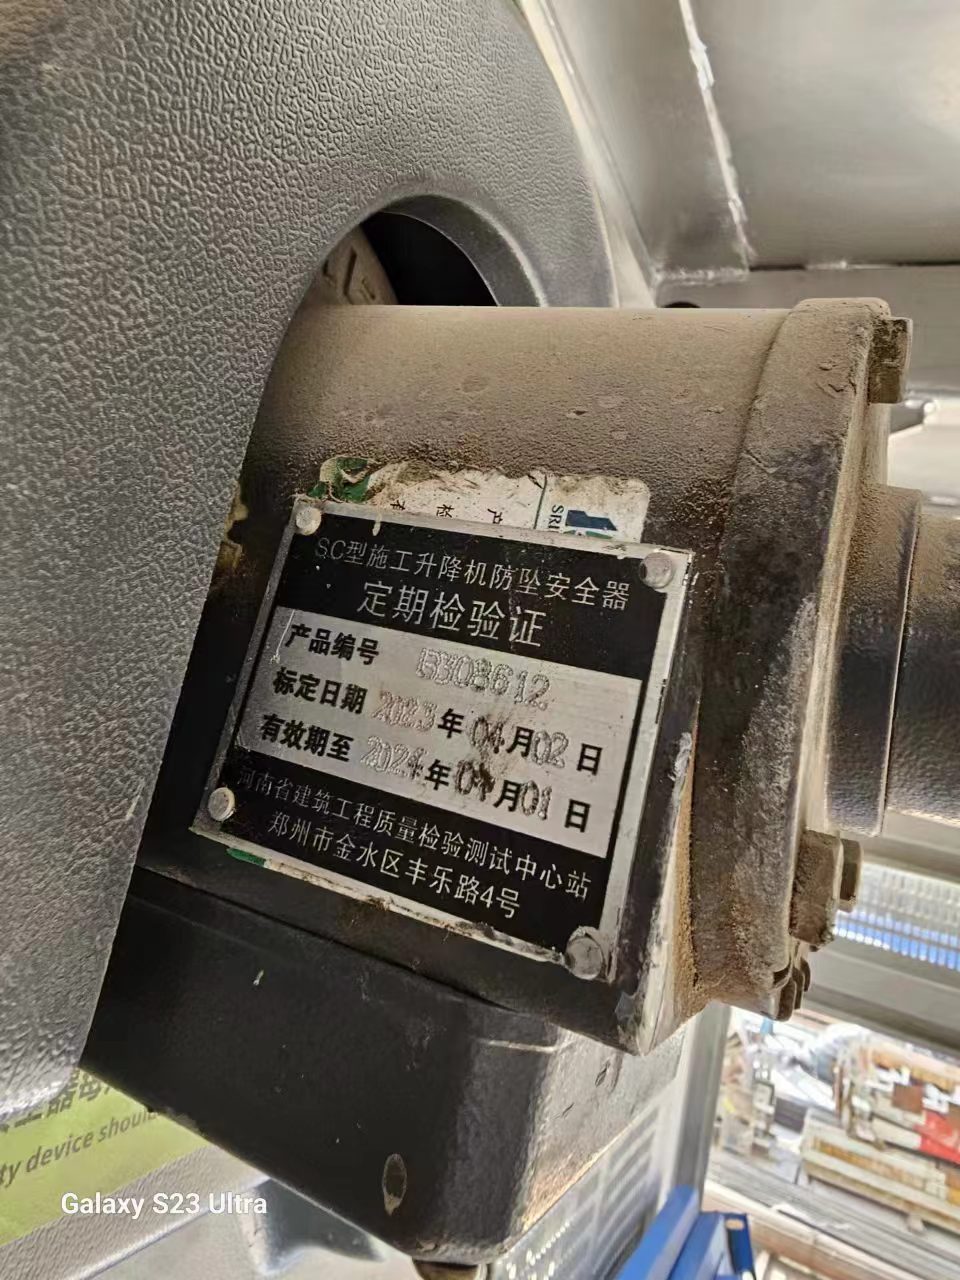 SC型施工升降机防坠安全器
定期检验证
产品编号 B308612
标定日期 2023年04月02日
有效期至 2024年04月01日
河南省建筑工程质量检验测试中心站
郑州市金水区丰乐路4号
ty device shoul
Galaxy S23 Ultra